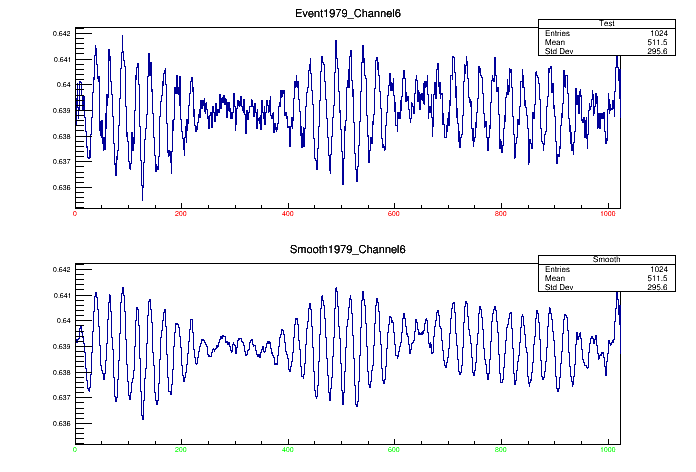 Event1979_Channel6
Test
Entries 1024
Mean 511.5
Std Dev 295.6
0.642
0.641
0.64
0.639
0.638
0.637
0.636
0 200 400 600 800 1000
Smooth1979_Channel6
Smooth
Entries 1024
Mean 511.5
Std Dev 295.6
0.642
0.641
0.64
0.639
0.638
0.637
0.636
0 200 400 600 800 1000